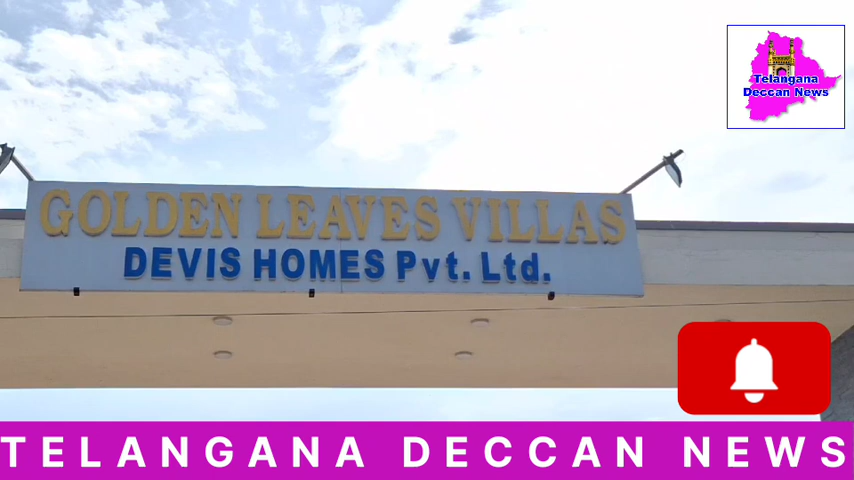 Telangana
Deccan News
GOLDEN LEAVES VILLAS
DEVIS HOMES Pvt. Ltd.
TELANGANA DECCAN NEWS